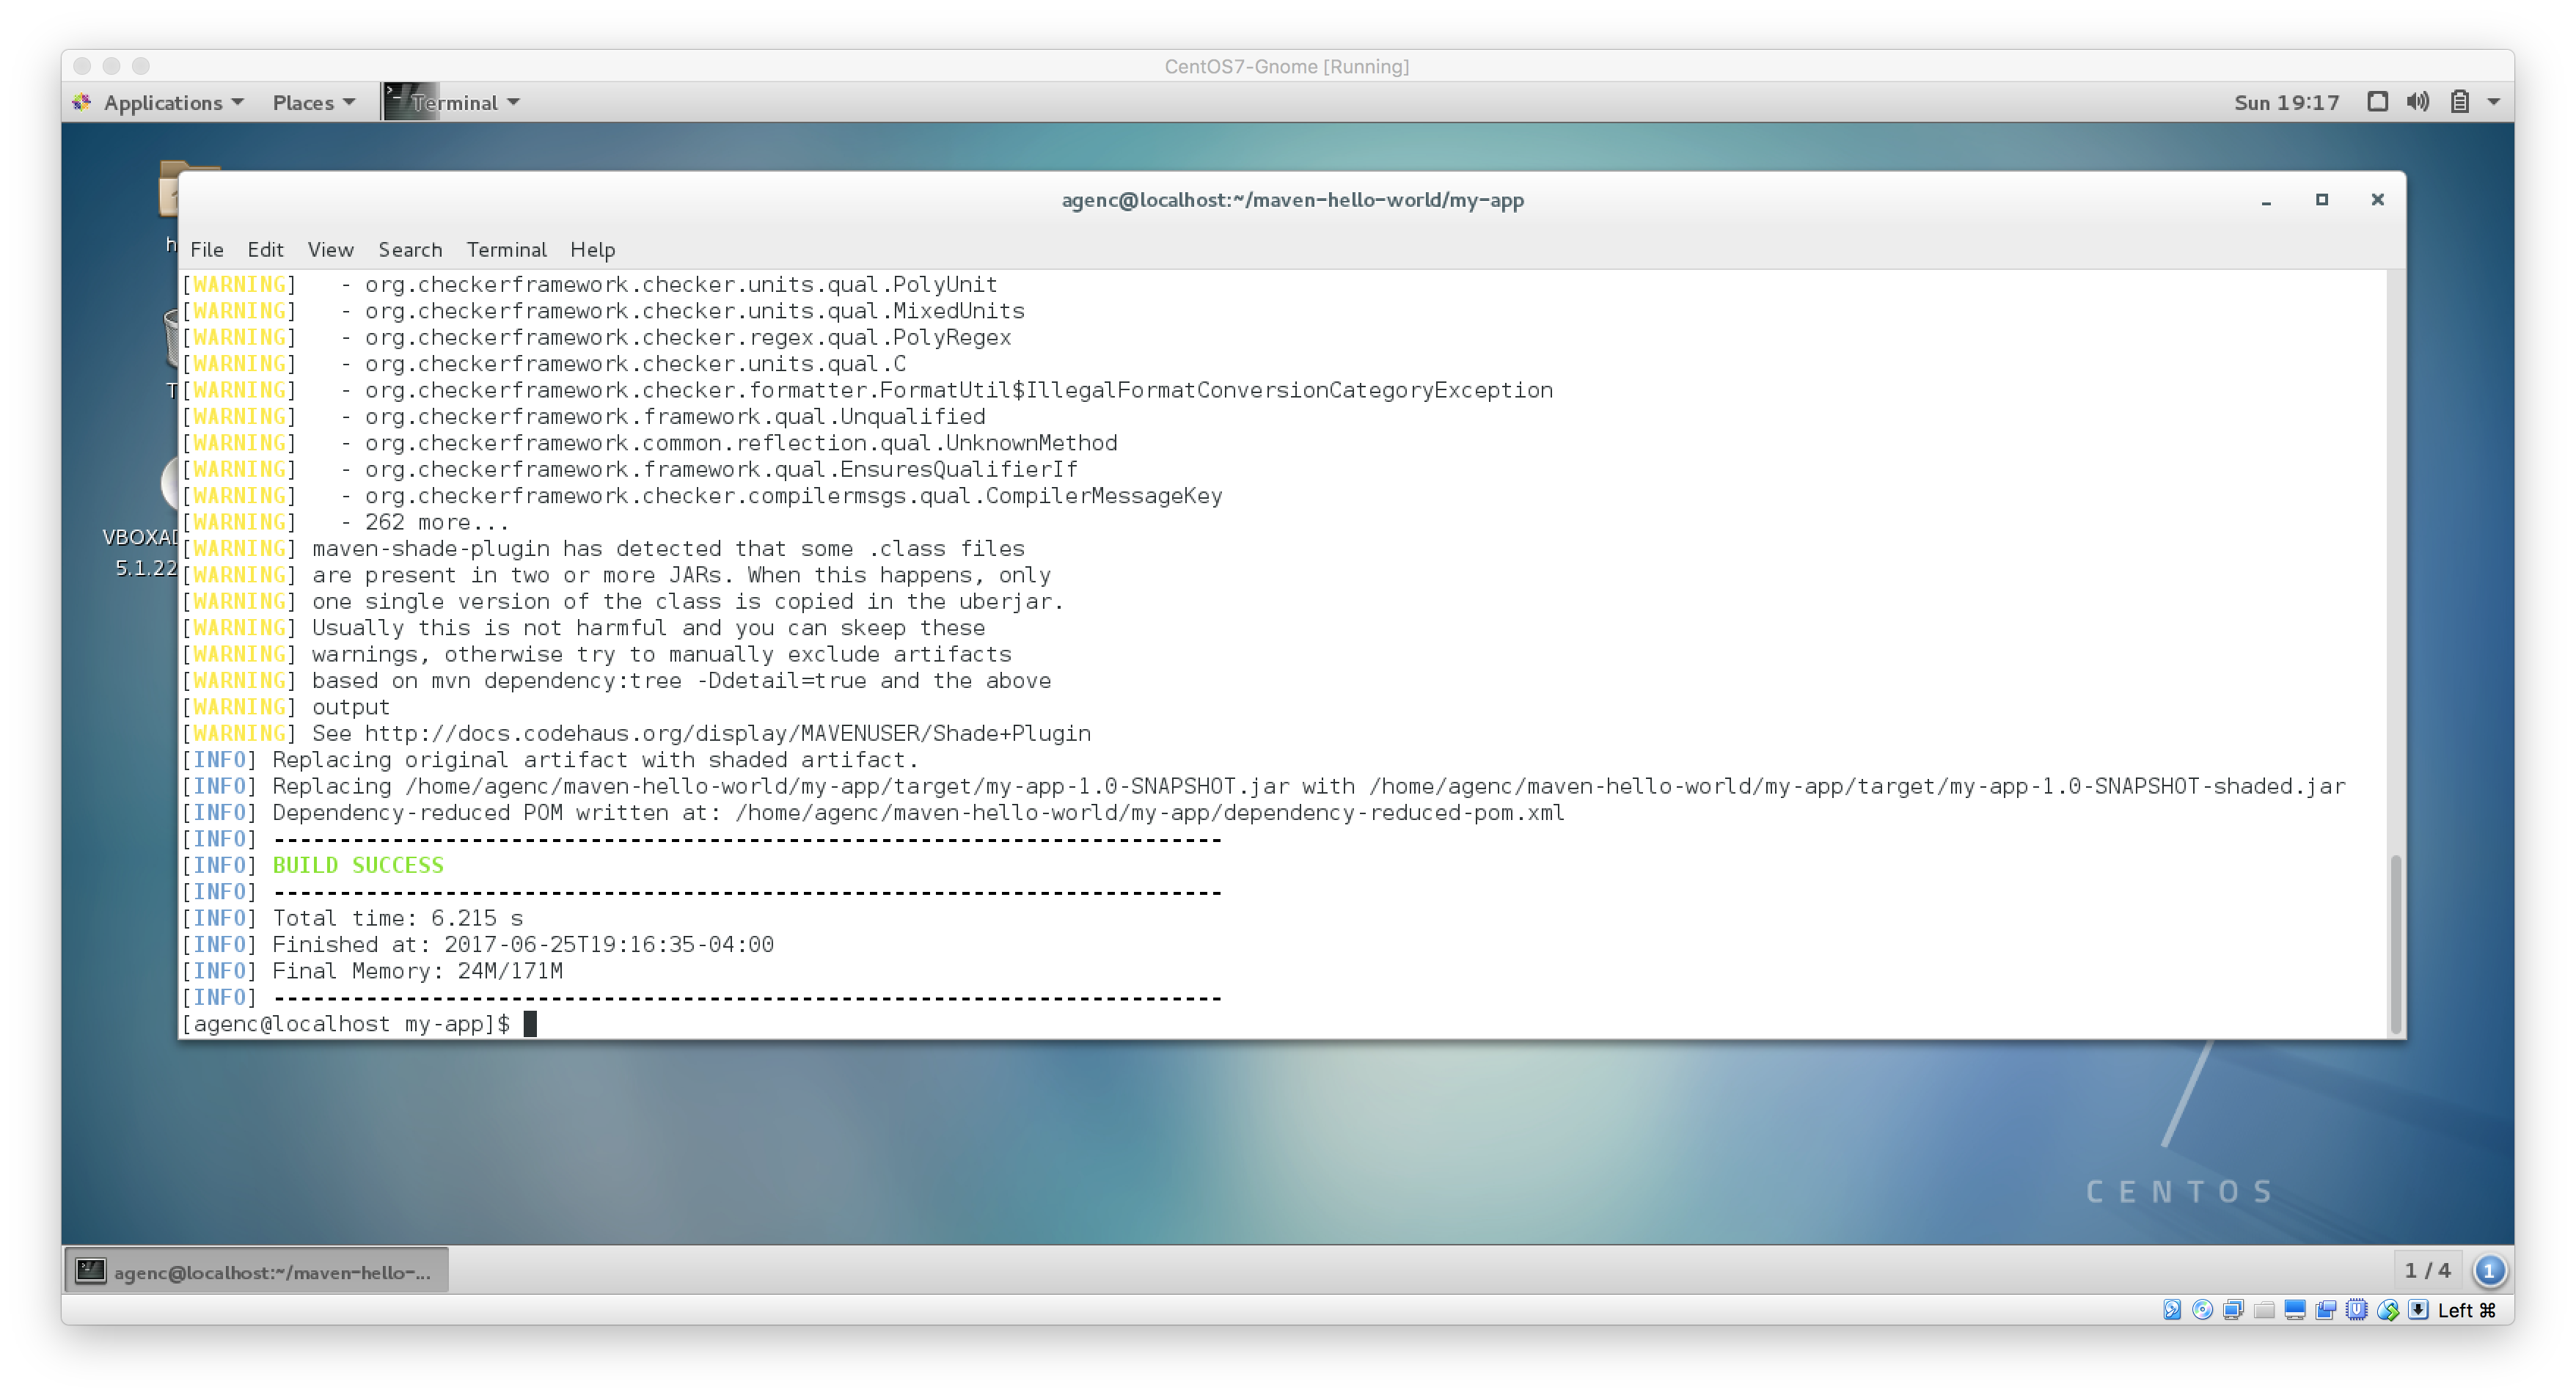 CentOS7-Gnome [Running]
Applications Places Terminal Sun 19:17
agenc@localhost:~/maven-hello-world/my-app
File Edit View Search Terminal Help
[WARNING]   - org.checkerframework.checker.units.qual.PolyUnit
[WARNING]   - org.checkerframework.checker.units.qual.MixedUnits
[WARNING]   - org.checkerframework.checker.regex.qual.PolyRegex
[WARNING]   - org.checkerframework.checker.units.qual.C
[WARNING]   - org.checkerframework.checker.formatter.FormatUtil$IllegalFormatConversionCategoryException
[WARNING]   - org.checkerframework.framework.qual.Unqualified
[WARNING]   - org.checkerframework.common.reflection.qual.UnknownMethod
[WARNING]   - org.checkerframework.framework.qual.EnsuresQualifierIf
[WARNING]   - org.checkerframework.checker.compilermsgs.qual.CompilerMessageKey
[WARNING]   - 262 more...
[WARNING] maven-shade-plugin has detected that some .class files
[WARNING] are present in two or more JARs. When this happens, only
[WARNING] one single version of the class is copied in the uberjar.
[WARNING] Usually this is not harmful and you can skeep these
[WARNING] warnings, otherwise try to manually exclude artifacts
[WARNING] based on mvn dependency:tree -Ddetail=true and the above
[WARNING] output
[WARNING] See http://docs.codehaus.org/display/MAVENUSER/Shade+Plugin
[INFO] Replacing original artifact with shaded artifact.
[INFO] Replacing /home/agenc/maven-hello-world/my-app/target/my-app-1.0-SNAPSHOT.jar with /home/agenc/maven-hello-world/my-app/target/my-app-1.0-SNAPSHOT-shaded.jar
[INFO] Dependency-reduced POM written at: /home/agenc/maven-hello-world/my-app/dependency-reduced-pom.xml
[INFO] ------------------------------------------------------------------------
[INFO] BUILD SUCCESS
[INFO] ------------------------------------------------------------------------
[INFO] Total time: 6.215 s
[INFO] Finished at: 2017-06-25T19:16:35-04:00
[INFO] Final Memory: 24M/171M
[INFO] ------------------------------------------------------------------------
[agenc@localhost my-app]$
h
T
VBOXAD
5.1.22
CENTOS
agenc@localhost:~/maven-hello-... 1 / 4 1
Left ⌘